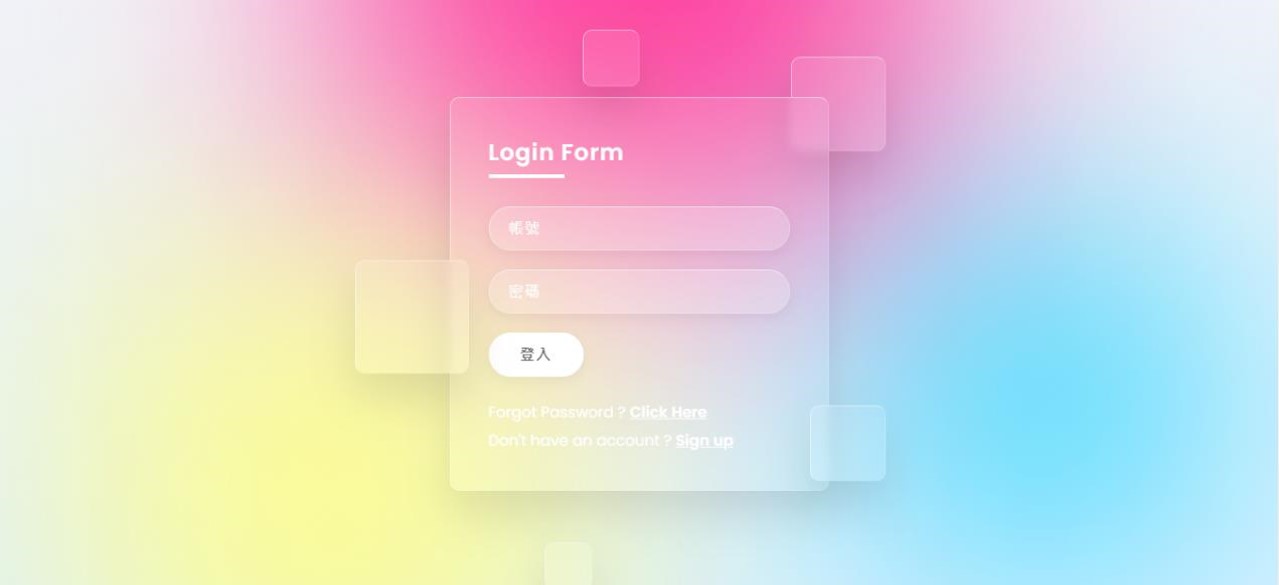 Login Form
帳號
密碼
登入
Forgot Password ? Click Here
Don't have an account ? Sign up